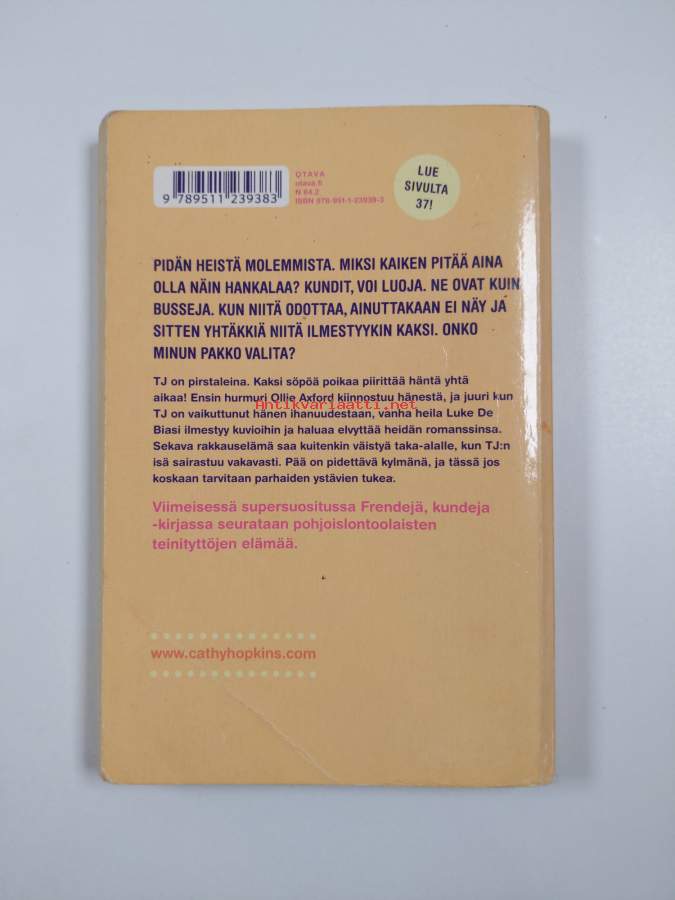 OTAVA
otava.fi
N 84.2
ISBN 978-951-1-23938-3
9 789511 239383
LUE
SIVULTA
37!
PIDÄN HEISTÄ MOLEMMISTA. MIKSI KAIKEN PITÄÄ AINA
OLLA NÄIN HANKALAA? KUNDIT, VOI LUOJA. NE OVAT KUIN
BUSSEJA. KUN NIITÄ ODOTTAA, AINUTTAKAAN EI NÄY JA
SITTEN YHTÄKKIÄ NIITÄ ILMESTYYKIN KAKSI. ONKO
MINUN PAKKO VALITA?
TJ on pirstaleina. Kaksi söpöä poikaa piirittää häntä yhtä
aikaa! Ensin hurmuri Ollie Axford kiinnostuu hänestä, ja juuri kun
Antikvariaatti.net
TJ on vaikuttunut hänen ihanuudestaan, vanha heila Luke De
Biasi ilmestyy kuvioihin ja haluaa elvyttää heidän romanssinsa.
Sekava rakkauselämä saa kuitenkin väistyä taka-alalle, kun TJ:n
isä sairastuu vakavasti. Pää on pidettävä kylmänä, ja tässä jos
koskaan tarvitaan parhaiden ystävien tukea.
Viimeisessä supersuositussa Frendejä, kundeja
-kirjassa seurataan pohjoislontoolaisten
teinityttöjen elämää.
www.cathyhopkins.com